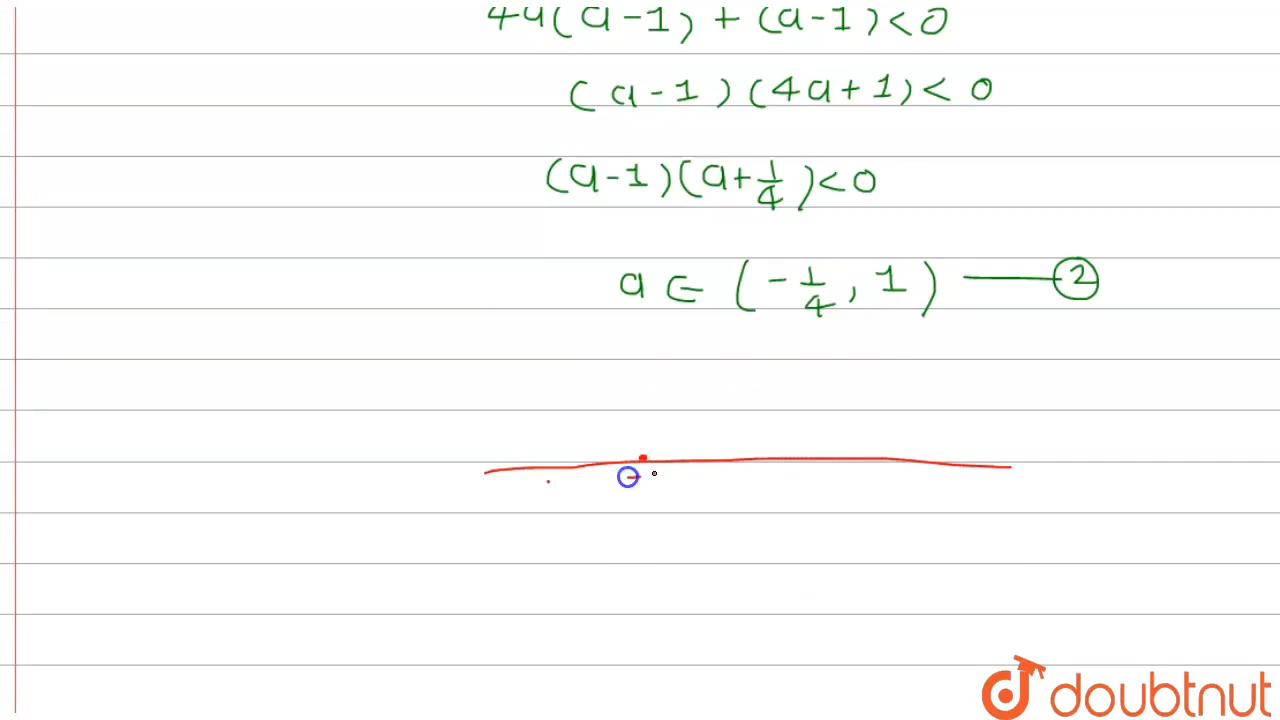 4a(a-1) + (a-1) < 0
(a-1)(4a+1) < 0
(a-1)(a+1/4) < 0
a ∈ (-1/4, 1) —— ②
-
doubtnut